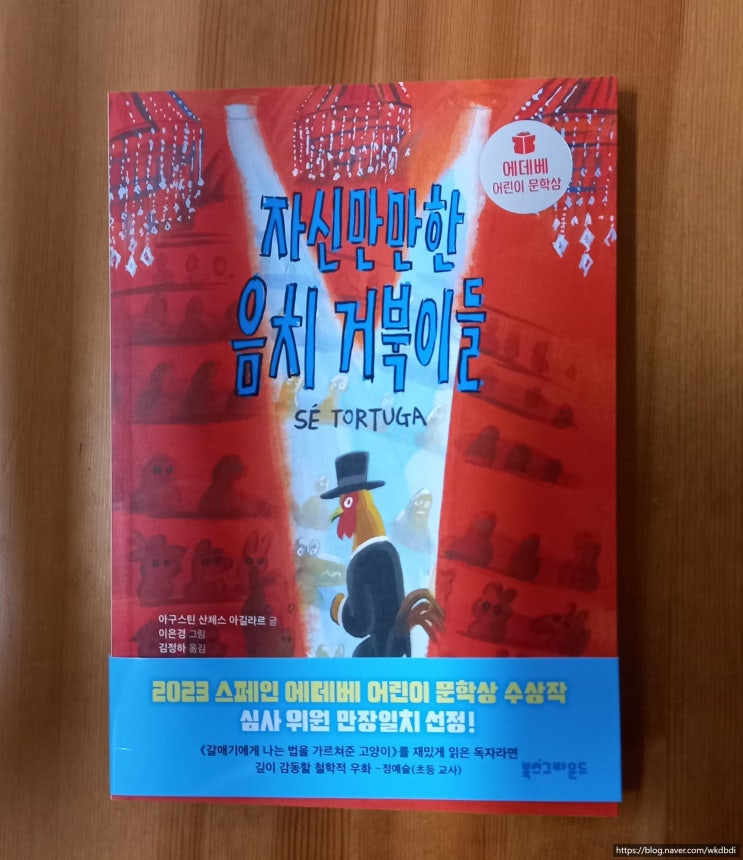 에데베
어린이 문학상
자신만만한
음치 거북이들
SÉ TORTUGA
아구스틴 산체스 아길라르 글
이은경 그림
김정하 옮김
2023 스페인 에데베 어린이 문학상 수상작
심사 위원 만장일치 선정!
《갈매기에게 나는 법을 가르쳐준 고양이》를 재밌게 읽은 독자라면
깊이 감동할 철학적 우화 –정예슬(초등 교사)
북스그라운드
https://blog.naver.com/wkdbdi